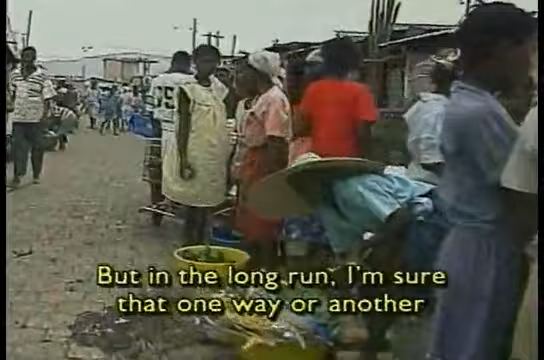 But in the long run, I'm sure
that one way or another